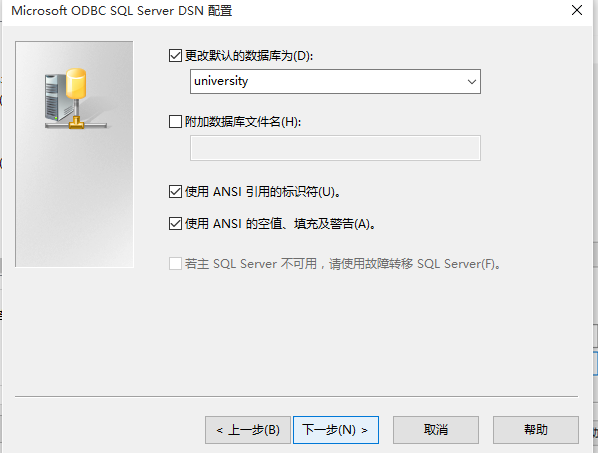 Microsoft ODBC SQL Server DSN 配置
更改默认的数据库为(D):
university
附加数据库文件名(H):
使用 ANSI 引用的标识符(U)。
使用 ANSI 的空值、填充及警告(A)。
若主 SQL Server 不可用，请使用故障转移 SQL Server(F)。
< 上一步(B) 下一步(N) > 取消 帮助